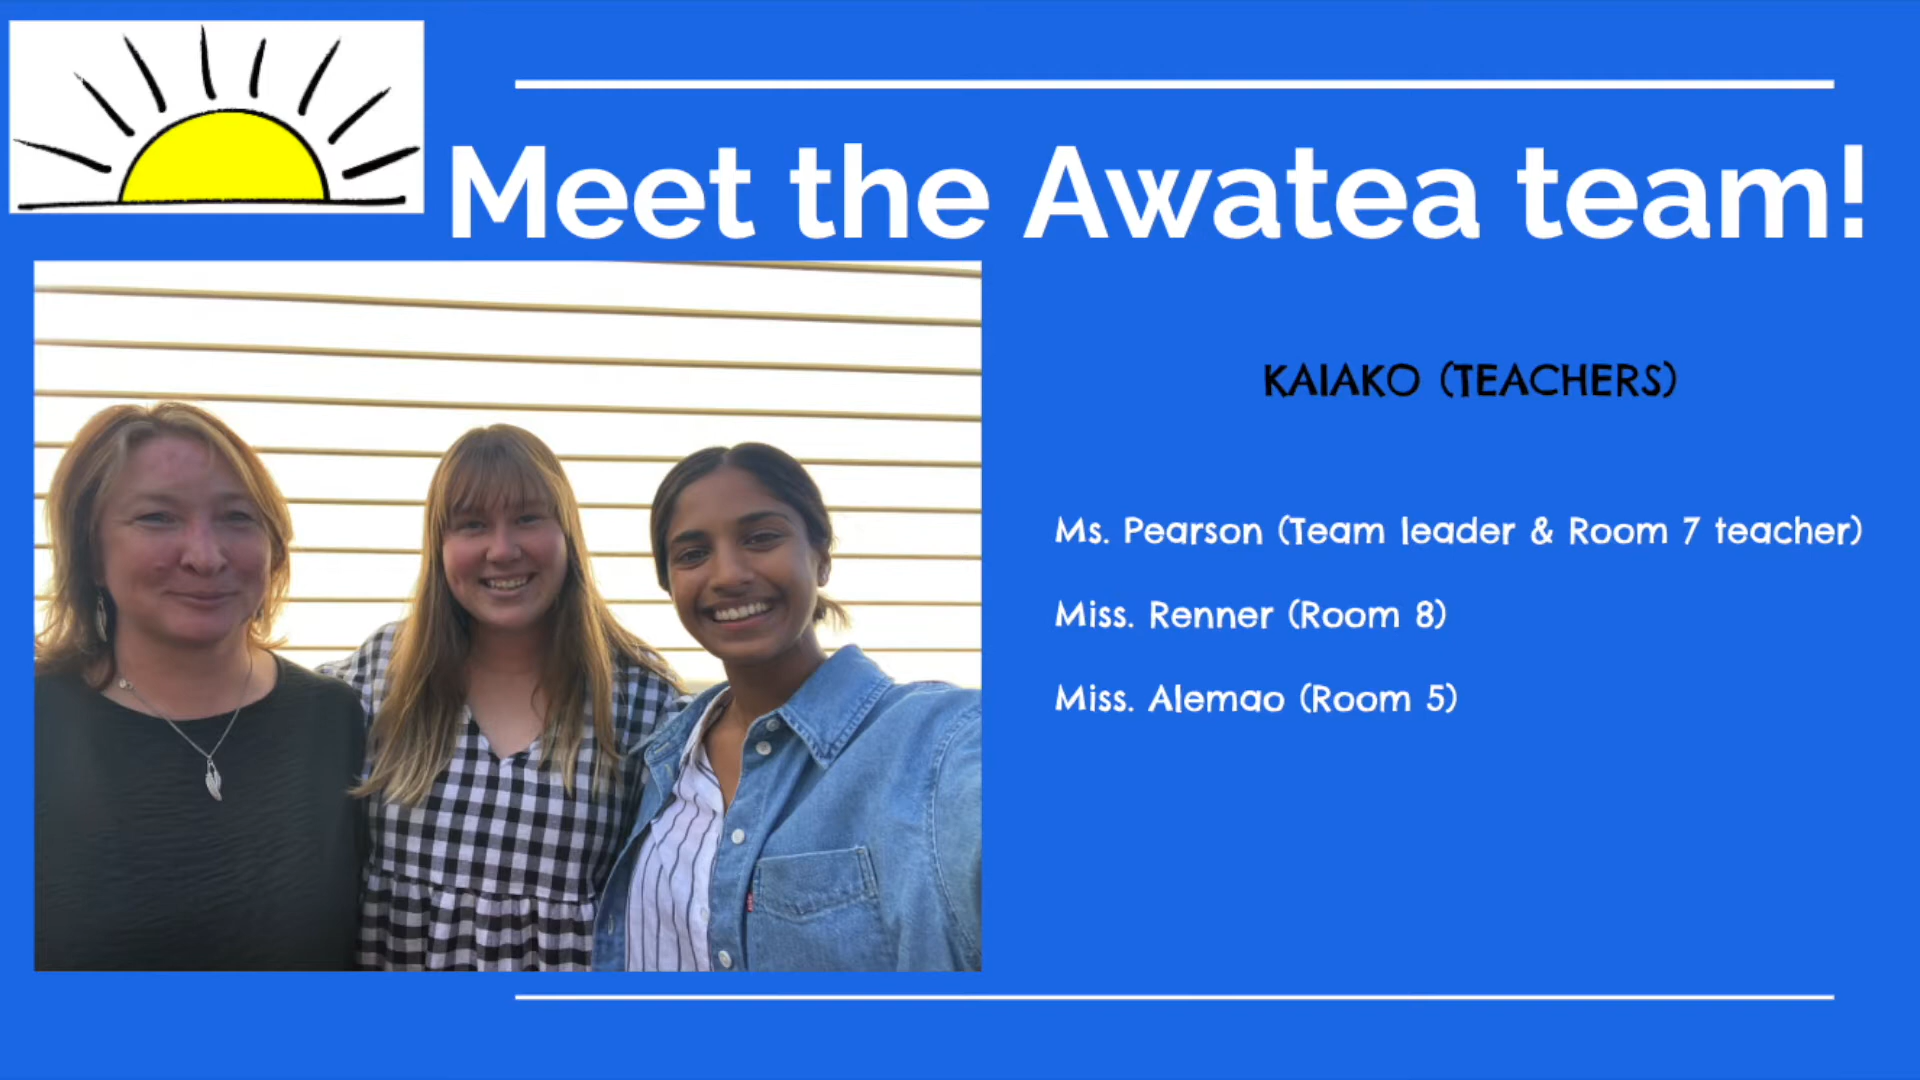 Meet the Awatea team!
KAIAKO (TEACHERS)
Ms. Pearson (Team leader & Room 7 teacher)
Miss. Renner (Room 8)
Miss. Alemao (Room 5)